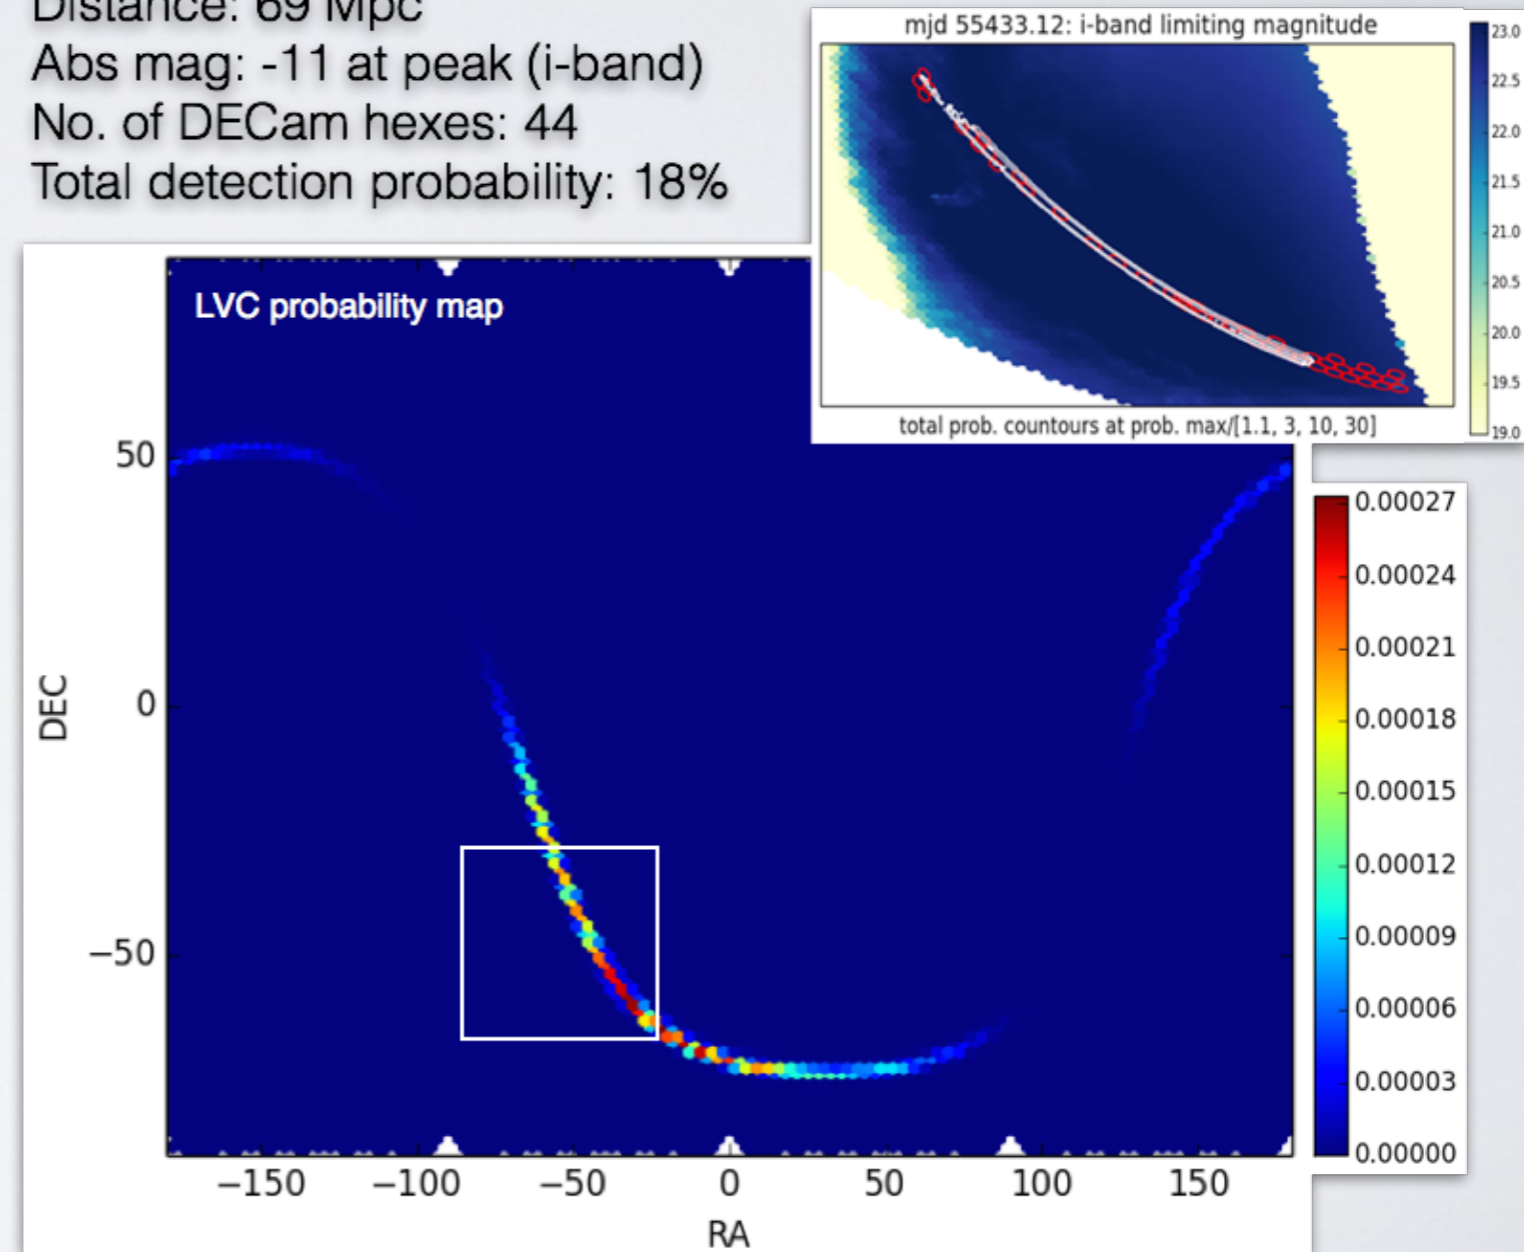 Distance: 69 Mpc
Abs mag: -11 at peak (i-band)
No. of DECam hexes: 44
Total detection probability: 18%
mjd 55433.12: i-band limiting magnitude
23.0
22.5
22.0
21.5
21.0
20.5
20.0
19.5
19.0
total prob. countours at prob. max/[1.1, 3, 10, 30]
LVC probability map
50
0
−50
DEC
−150 −100 −50 0 50 100 150
RA
0.00027
0.00024
0.00021
0.00018
0.00015
0.00012
0.00009
0.00006
0.00003
0.00000